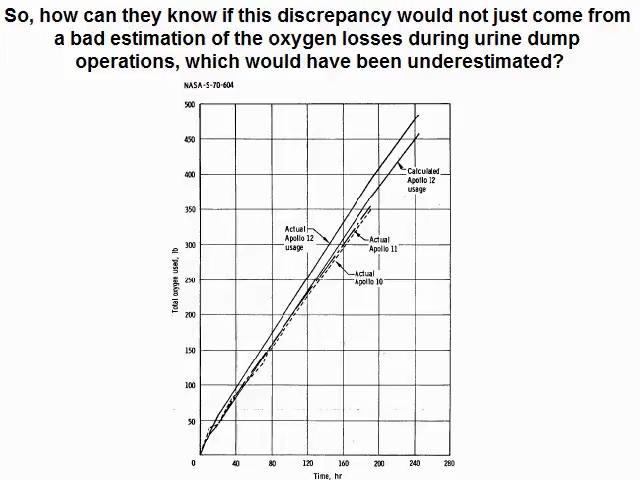 So, how can they know if this discrepancy would not just come from
a bad estimation of the oxygen losses during urine dump
operations, which would have been underestimated?
NASA-S-70-604
500
450
400
350
300
250
200
150
100
50
0
40
80
120
160
200
240
280
Total oxygen used, lb
Time, hr
Calculated
Apollo 12
usage
Actual
Apollo 12
usage
Actual
Apollo 11
Actual
Apollo 10